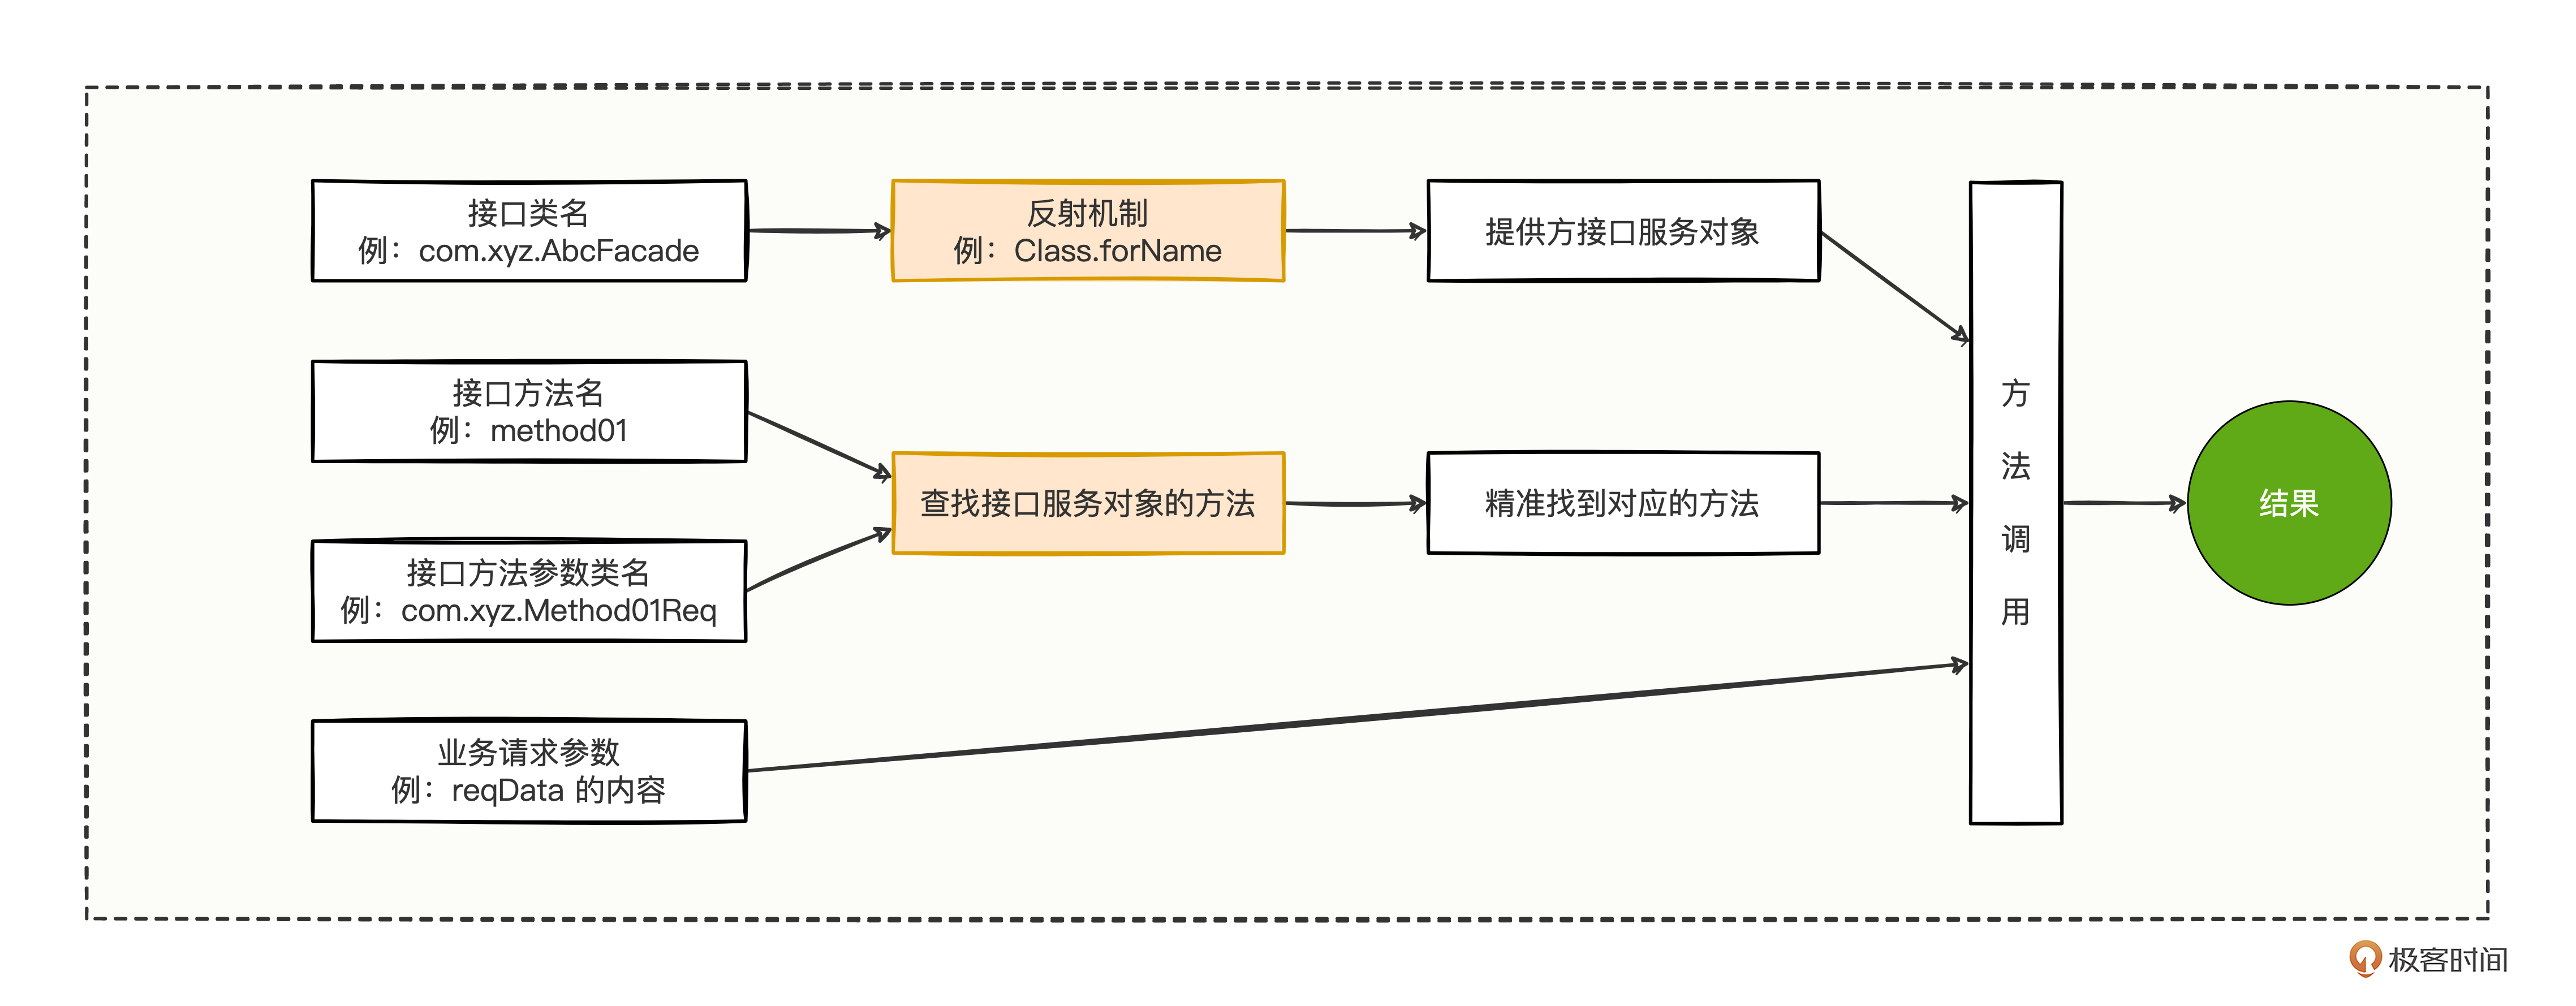 接口类名
例：com.xyz.AbcFacade
反射机制
例：Class.forName
提供方接口服务对象
接口方法名
例：method01
接口方法参数类名
例：com.xyz.Method01Req
查找接口服务对象的方法
精准找到对应的方法
业务请求参数
例：reqData 的内容
方
法
调
用
结果
极客时间